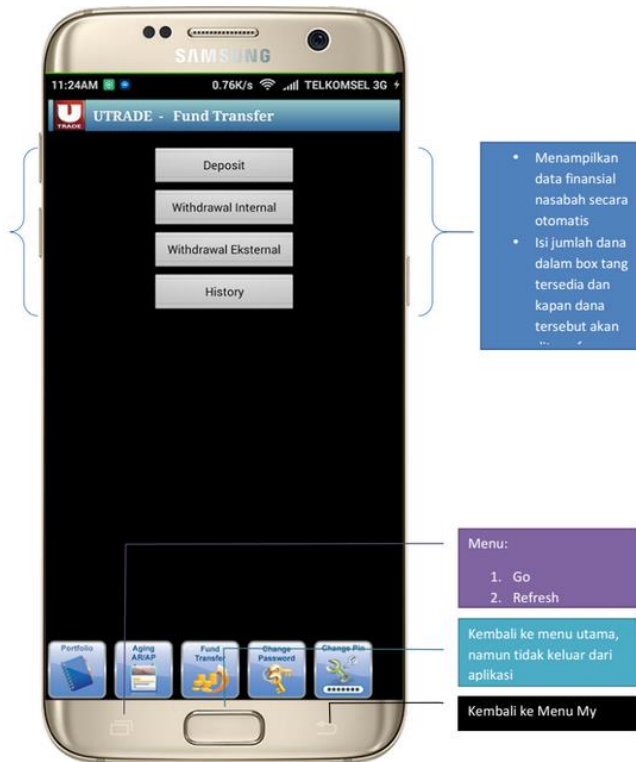 SAMSUNG
11:24AM 0.76K/s TELKOMSEL 3G
U
TRADE
UTRADE - Fund Transfer
Deposit
Withdrawal Internal
Withdrawal Eksternal
History
• Menampilkan
data finansial
nasabah secara
otomatis
• Isi jumlah dana
dalam box tang
tersedia dan
kapan dana
tersebut akan
Menu:
1. Go
2. Refresh
Kembali ke menu utama,
namun tidak keluar dari
aplikasi
Kembali ke Menu My
Portfolio
Aging
AR/AP
Fund
Transfer
Change
Password
Change Pin